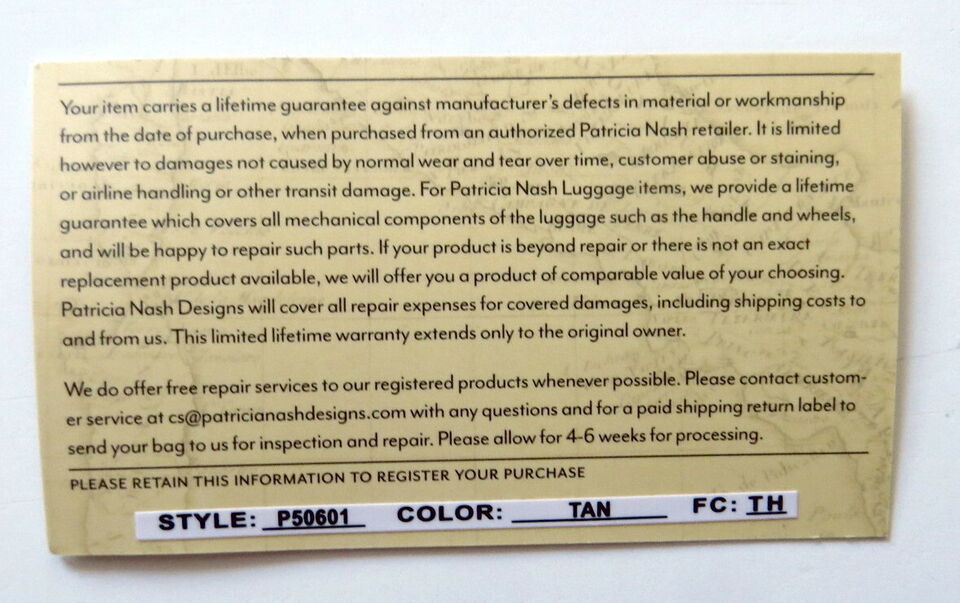 Your item carries a lifetime guarantee against manufacturer's defects in material or workmanship
from the date of purchase, when purchased from an authorized Patricia Nash retailer. It is limited
however to damages not caused by normal wear and tear over time, customer abuse or staining,
or airline handling or other transit damage. For Patricia Nash Luggage items, we provide a lifetime
guarantee which covers all mechanical components of the luggage such as the handle and wheels,
and will be happy to repair such parts. If your product is beyond repair or there is not an exact
replacement product available, we will offer you a product of comparable value of your choosing.
Patricia Nash Designs will cover all repair expenses for covered damages, including shipping costs to
and from us. This limited lifetime warranty extends only to the original owner.
We do offer free repair services to our registered products whenever possible. Please contact custom-
er service at cs@patricianashdesigns.com with any questions and for a paid shipping return label to
send your bag to us for inspection and repair. Please allow for 4-6 weeks for processing.
PLEASE RETAIN THIS INFORMATION TO REGISTER YOUR PURCHASE
STYLE: P50601 COLOR: TAN FC: TH